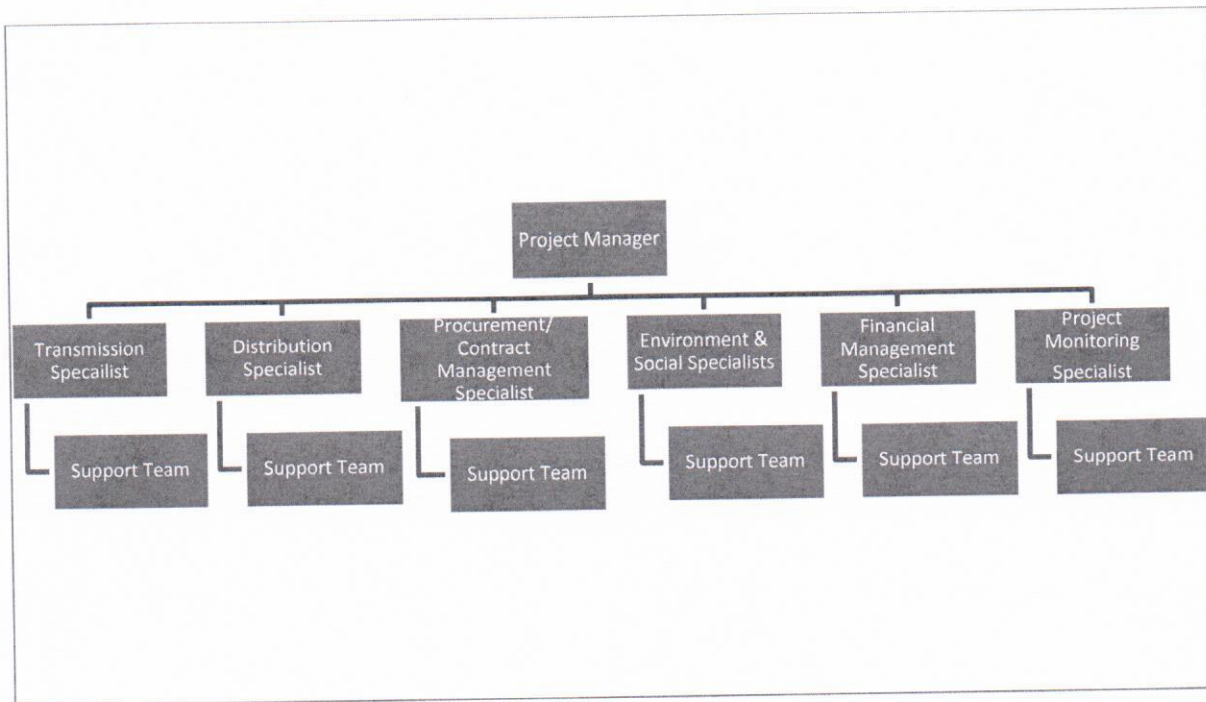 Project Manager
Transmission
Specailist
Distribution
Specialist
Procurement/
Contract
Management
Specialist
Environment &
Social Specialists
Financial
Management
Specialist
Project
Monitoring
Specialist
Support Team
Support Team
Support Team
Support Team
Support Team
Support Team